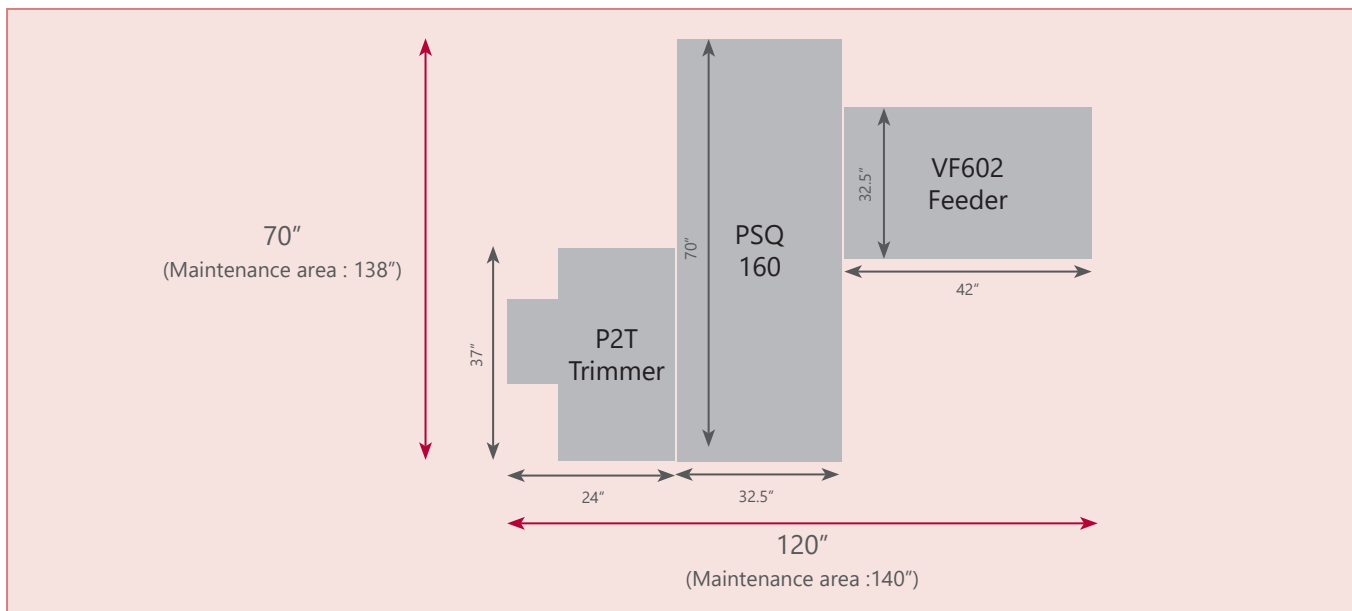 70”
(Maintenance area : 138”)
37”
P2T
Trimmer
24”
70”
PSQ
160
32.5”
32.5”
VF602
Feeder
42”
120”
(Maintenance area :140”)